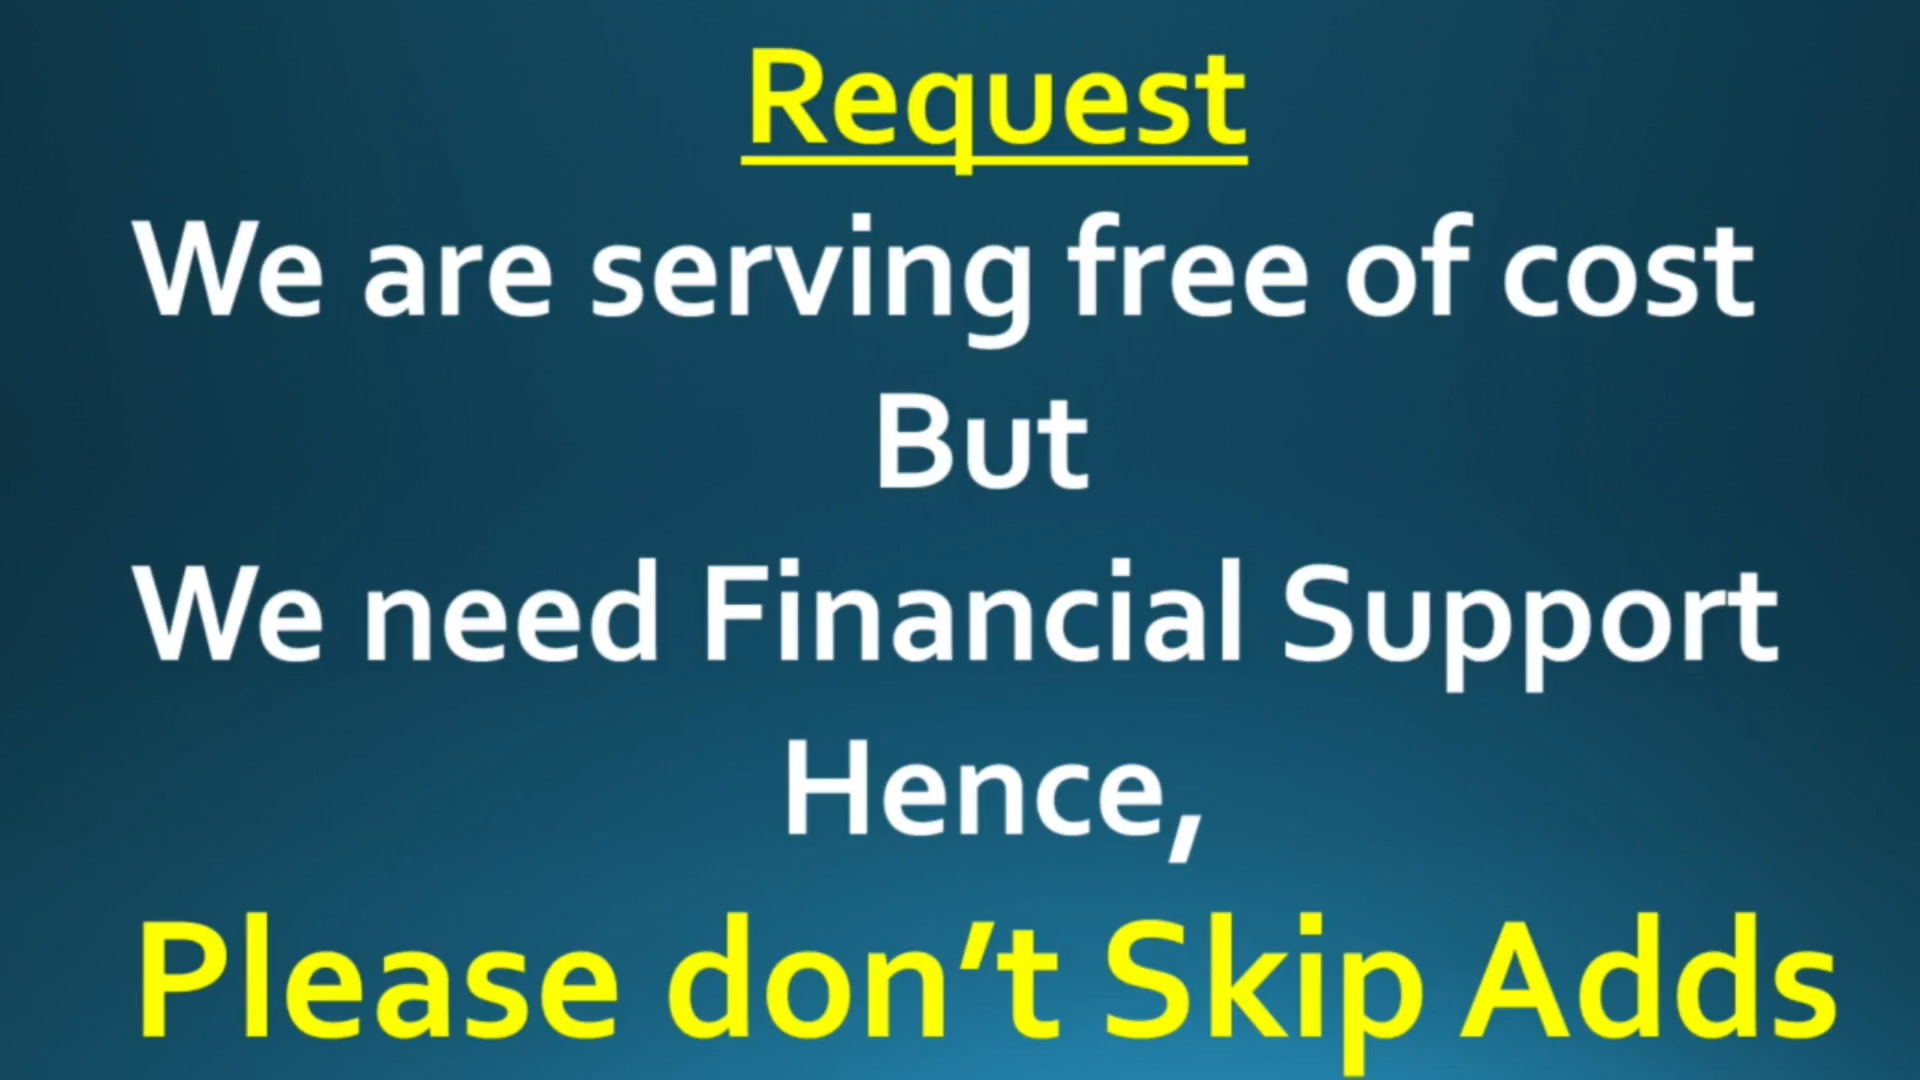 Request
We are serving free of cost
But
We need Financial Support
Hence,
Please don’t Skip Adds